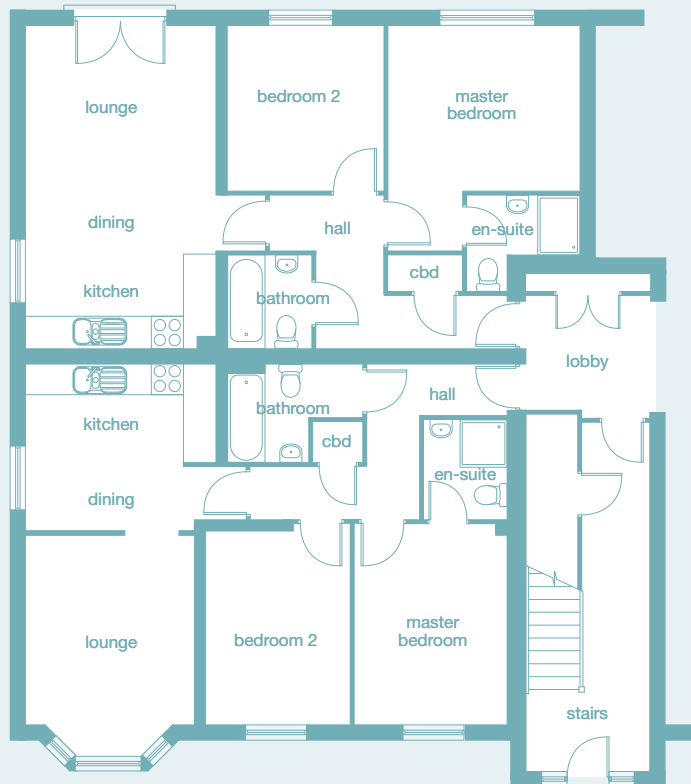 lounge
bedroom 2
master
bedroom
dining
hall
en-suite
cbd
kitchen
bathroom
lobby
hall
bathroom
kitchen
cbd
en-suite
dining
lounge
bedroom 2
master
bedroom
stairs